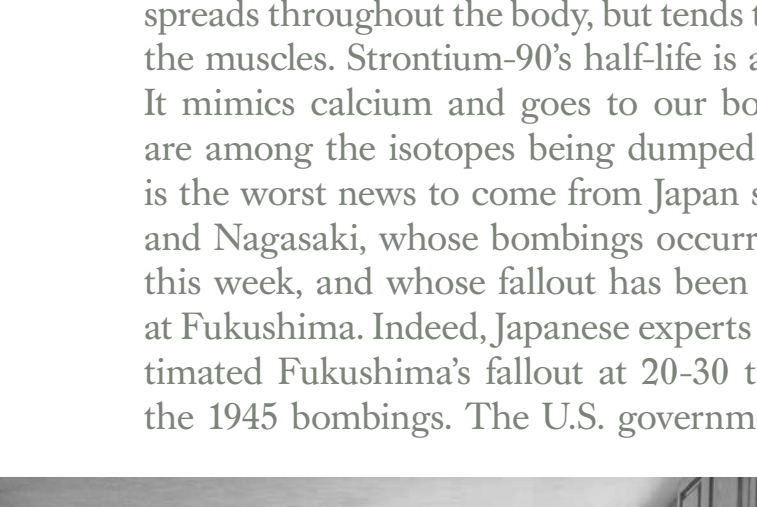 spreads throughout the body, but tends
the muscles. Strontium-90's half-life is
It mimics calcium and goes to our
are among the isotopes being dumped
is the worst news to come from Japan
and Nagasaki, whose bombings
this week, and whose fallout has been
at Fukushima. Indeed, Japanese experts
timated Fukushima's fallout at 20-30
the 1945 bombings. The U.S.